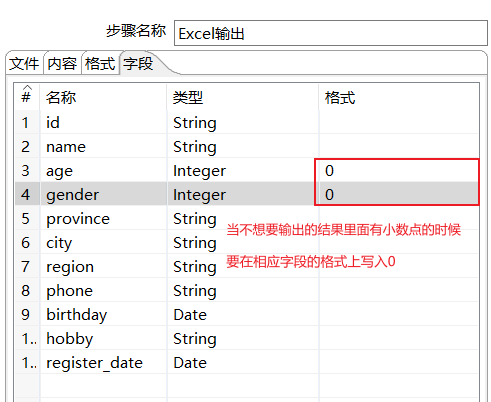 步骤名称 Excel输出
文件 内容 格式 字段
# 名称 类型 格式
1 id String
2 name String
3 age Integer 0
4 gender Integer 0
5 province String
6 city String
7 region String
8 phone String
9 birthday Date
1.. hobby String
1.. register_date Date
当不想要输出的结果里面有小数点的时候
要在相应字段的格式上写入0